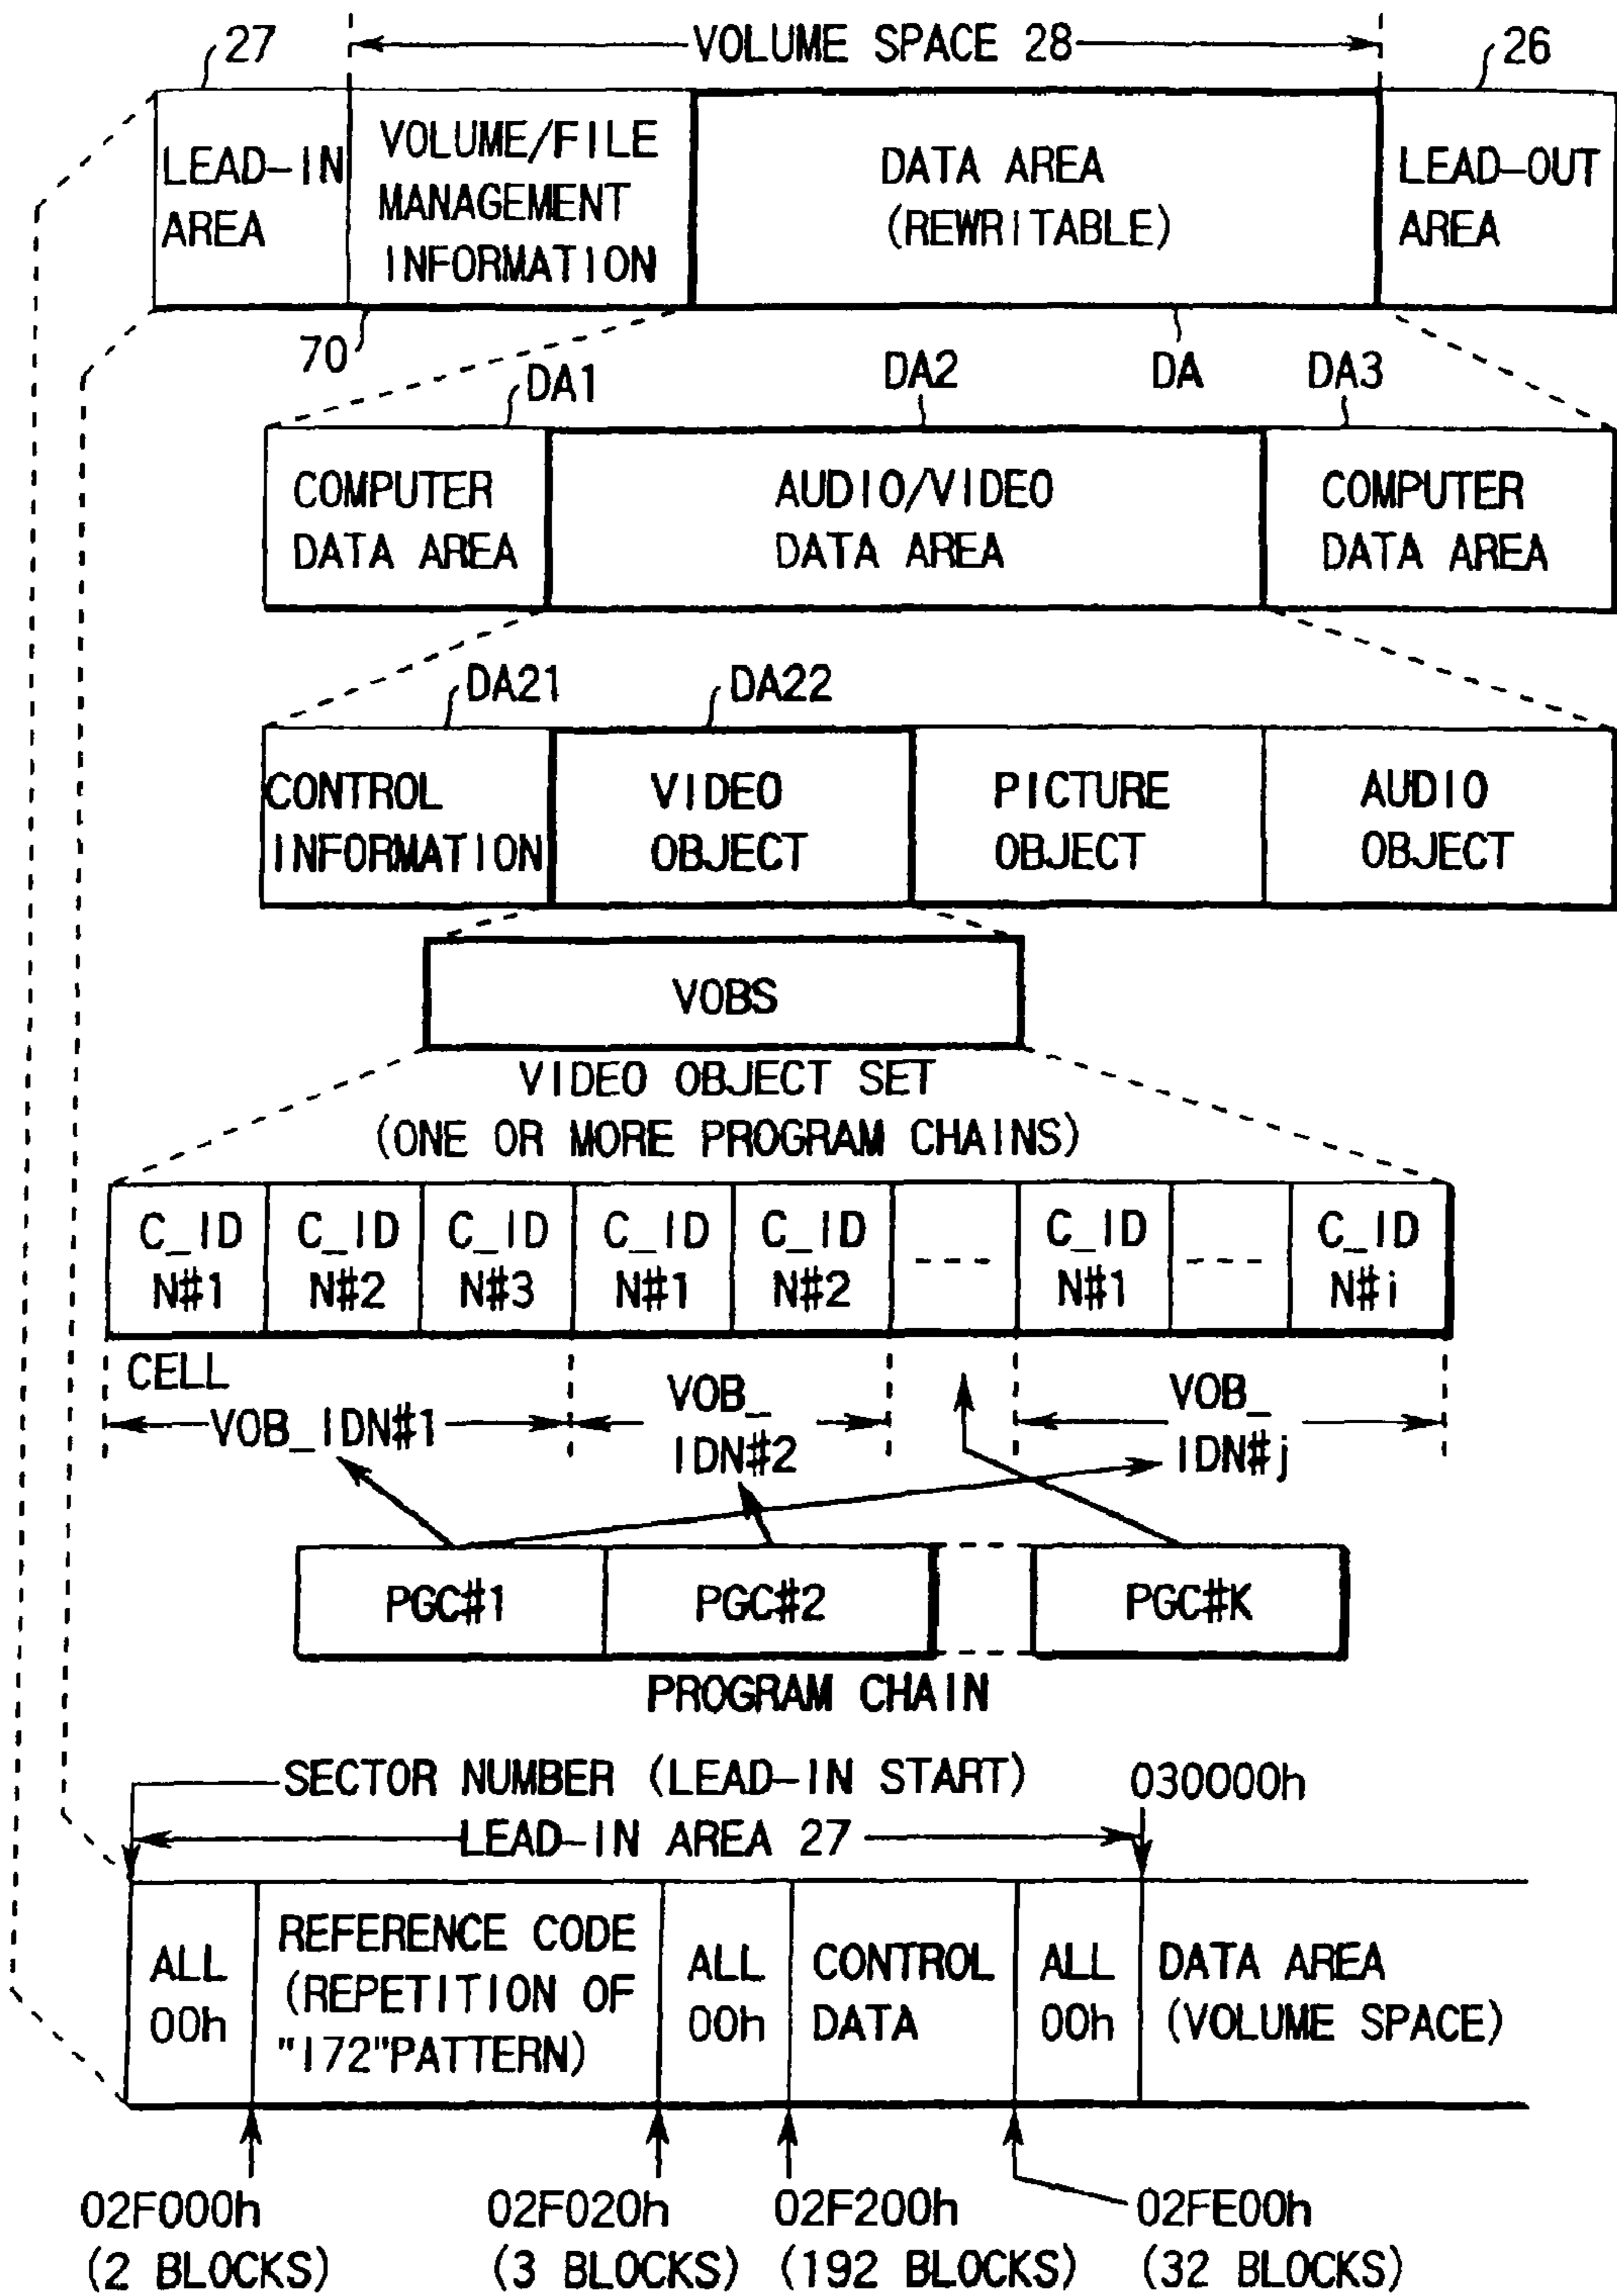 27
VOLUME SPACE 28
26
LEAD-IN
AREA
VOLUME/FILE
MANAGEMENT
INFORMATION
DATA AREA
(REWRITABLE)
LEAD-OUT
AREA
70
DA1
DA2
DA
DA3
COMPUTER
DATA AREA
AUDIO/VIDEO
DATA AREA
COMPUTER
DATA AREA
DA21
DA22
CONTROL
INFORMATION
VIDEO
OBJECT
PICTURE
OBJECT
AUDIO
OBJECT
VOBS
VIDEO OBJECT SET
(ONE OR MORE PROGRAM CHAINS)
C_ID
N#1
C_ID
N#2
C_ID
N#3
C_ID
N#1
C_ID
N#2
----
C_ID
N#1
----
C_ID
N#i
CELL
VOB_IDN#1
VOB_
IDN#2
VOB_
IDN#j
PGC#1
PGC#2
PGC#K
PROGRAM CHAIN
SECTOR NUMBER (LEAD-IN START)
030000h
LEAD-IN AREA 27
ALL
00h
REFERENCE CODE
(REPETITION OF
"172"PATTERN)
ALL
00h
CONTROL
DATA
ALL
00h
DATA AREA
(VOLUME SPACE)
02F000h
(2 BLOCKS)
02F020h
(3 BLOCKS)
02F200h
(192 BLOCKS)
02FE00h
(32 BLOCKS)